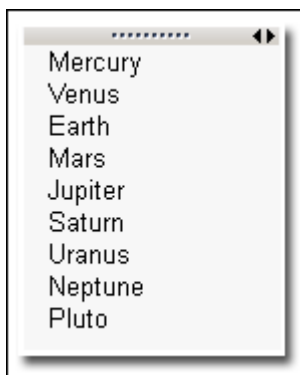 Mercury
Venus
Earth
Mars
Jupiter
Saturn
Uranus
Neptune
Pluto